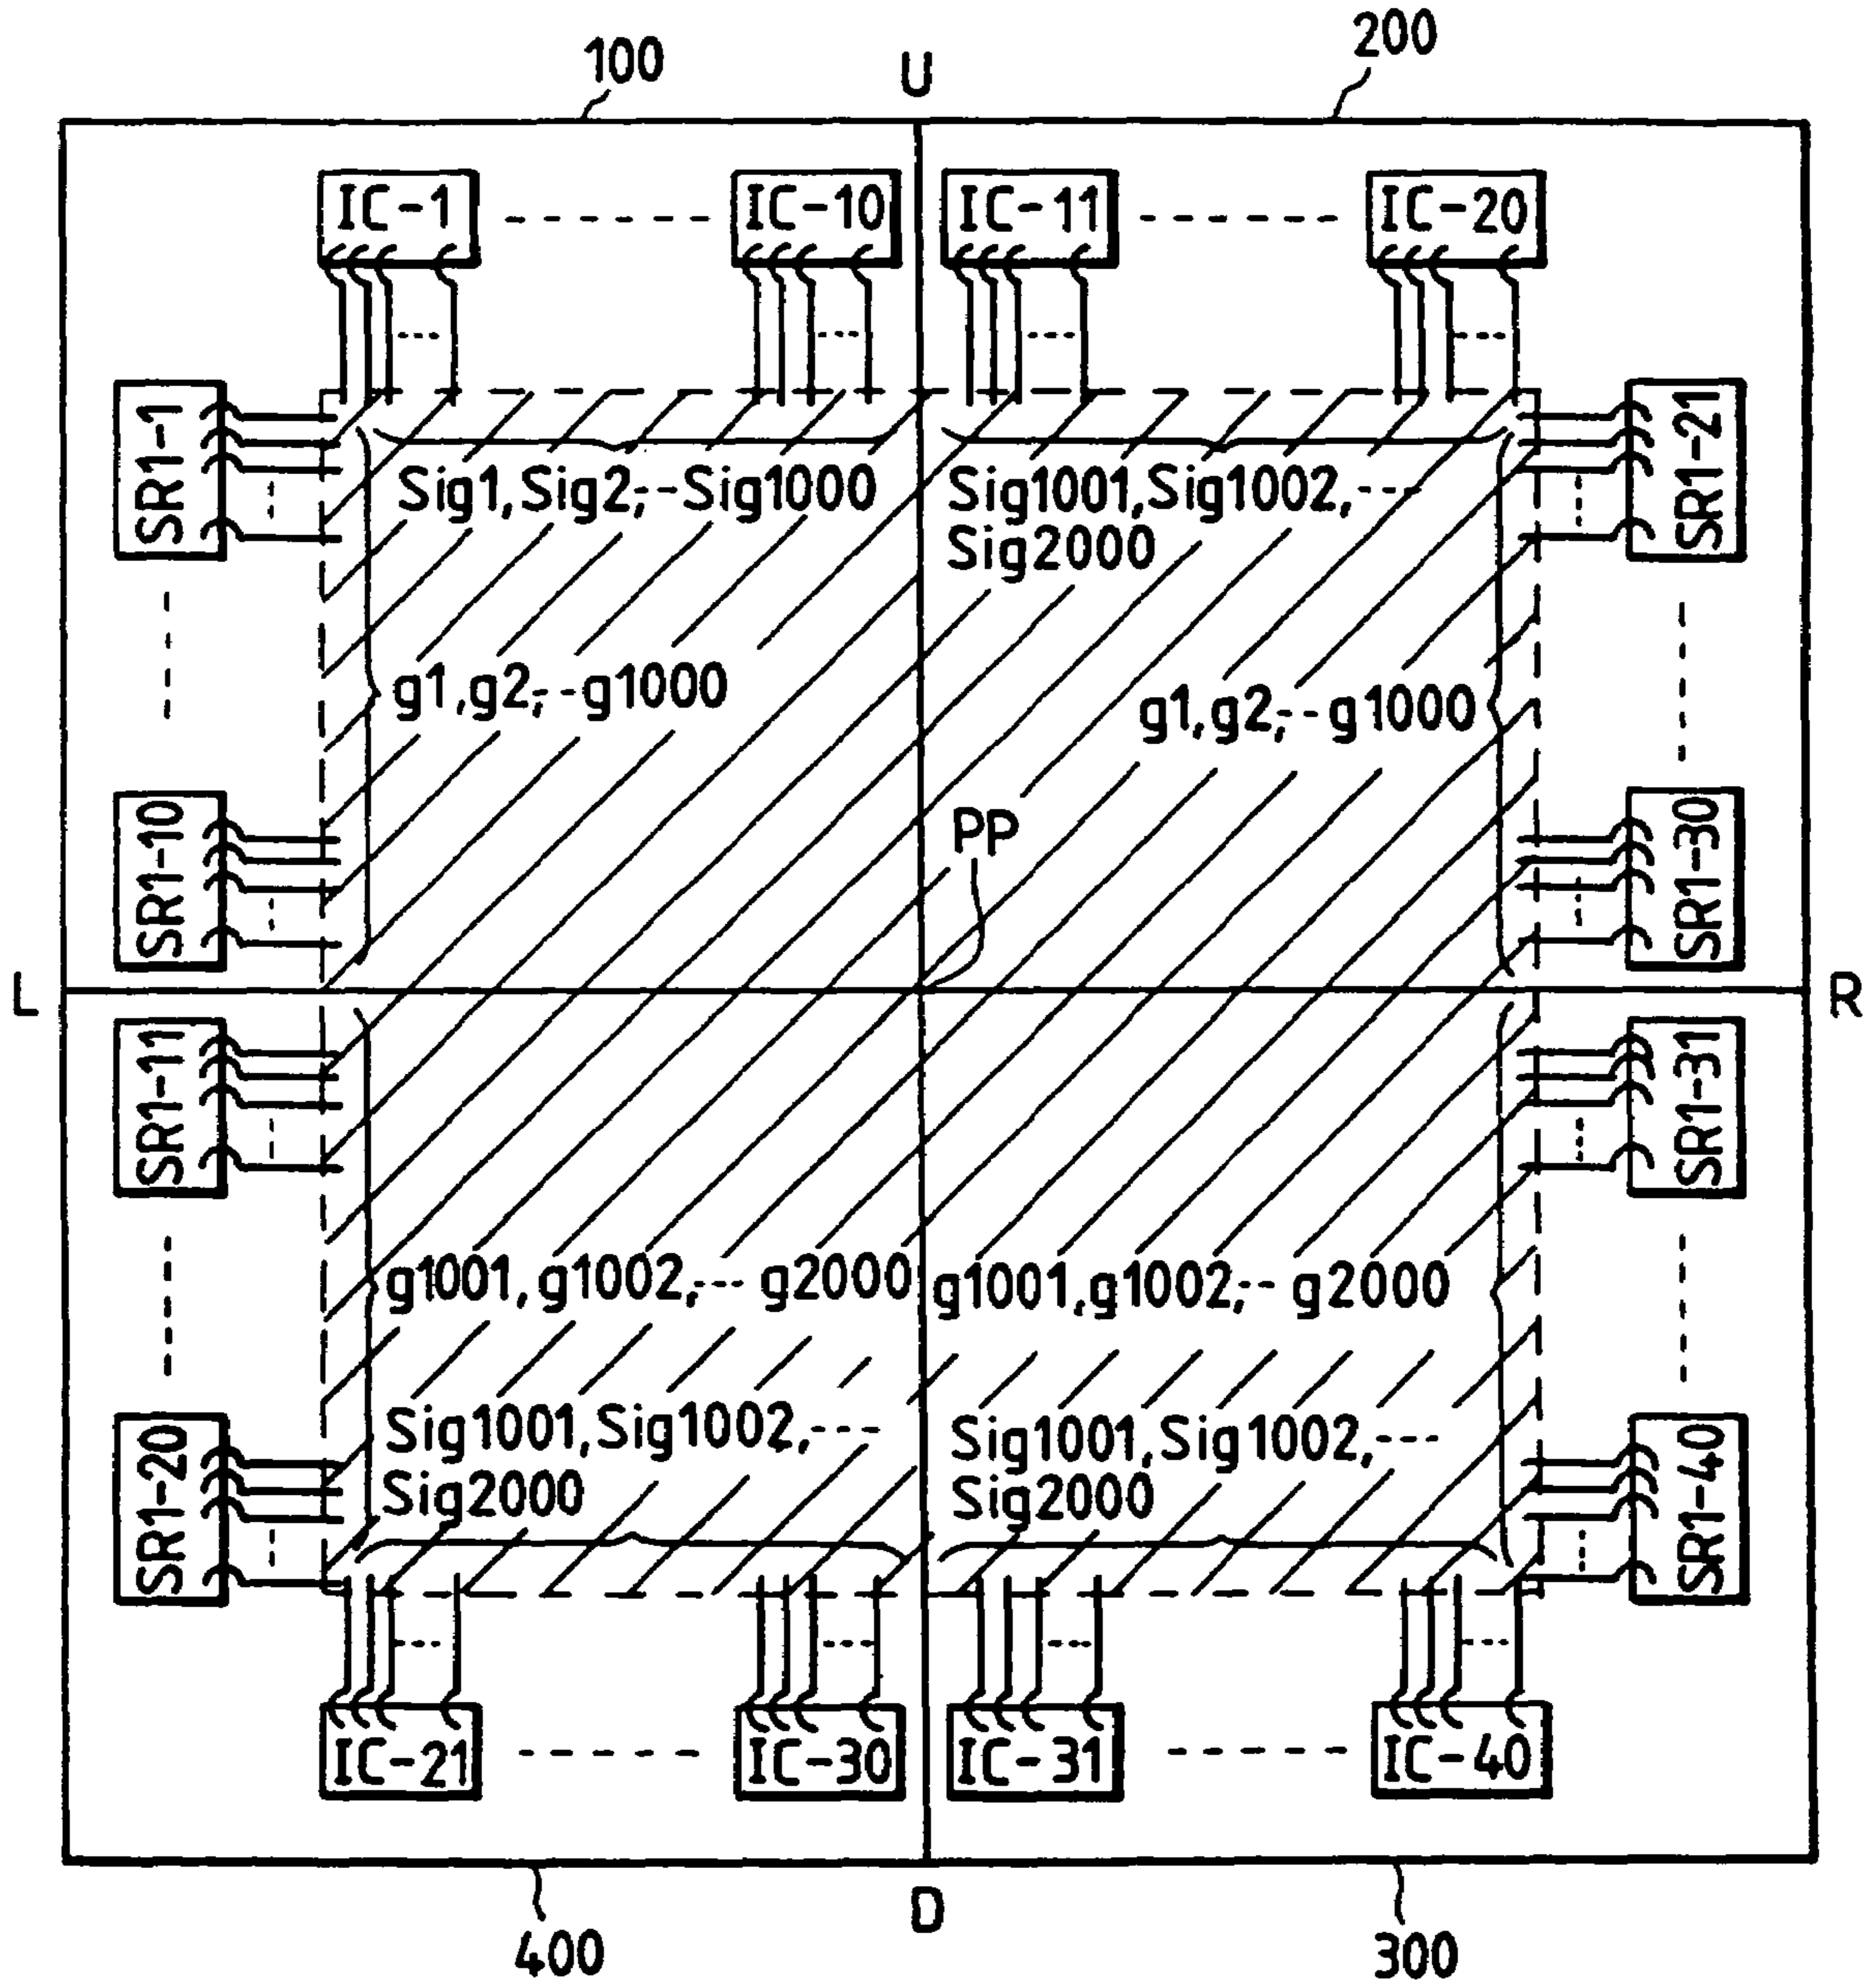 100
200
U
IC-1
IC-10
IC-11
IC-20
SR1-1
SR1-21
Sig1,Sig2,--Sig1000
Sig1001,Sig1002,---
Sig2000
g1,g2,--g1000
g1,g2,--g1000
SR1-10
PP
SR1-30
L
R
SR1-11
SR1-31
g1001,g1002,--- g2000
g1001,g1002,-- g2000
Sig1001,Sig1002,---
Sig2000
Sig1001,Sig1002,---
Sig2000
SR1-20
SR1-40
IC-21
IC-30
IC-31
IC-40
D
400
300